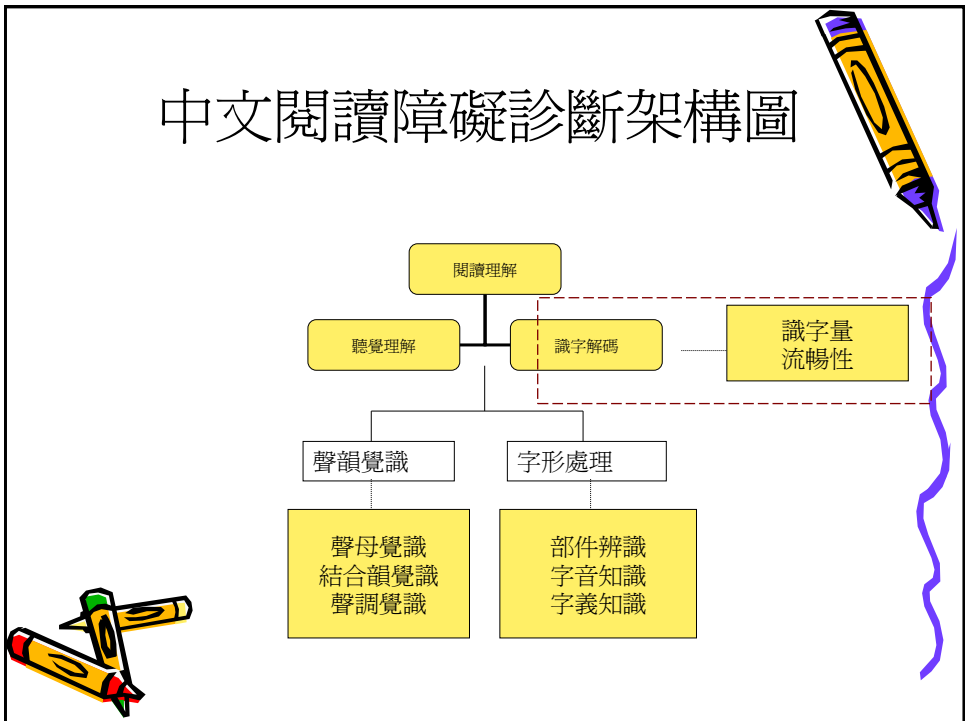 中文閱讀障礙診斷架構圖
閱讀理解
聽覺理解
識字解碼
識字量
流暢性
聲韻覺識
字形處理
聲母覺識
結合韻覺識
聲調覺識
部件辨識
字音知識
字義知識